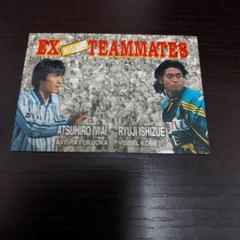 EX TEAMMATES
ATSUHIRO IWAI RYUJI ISHIZUE
AVISPA FUKUOKA VISSEL KOBE